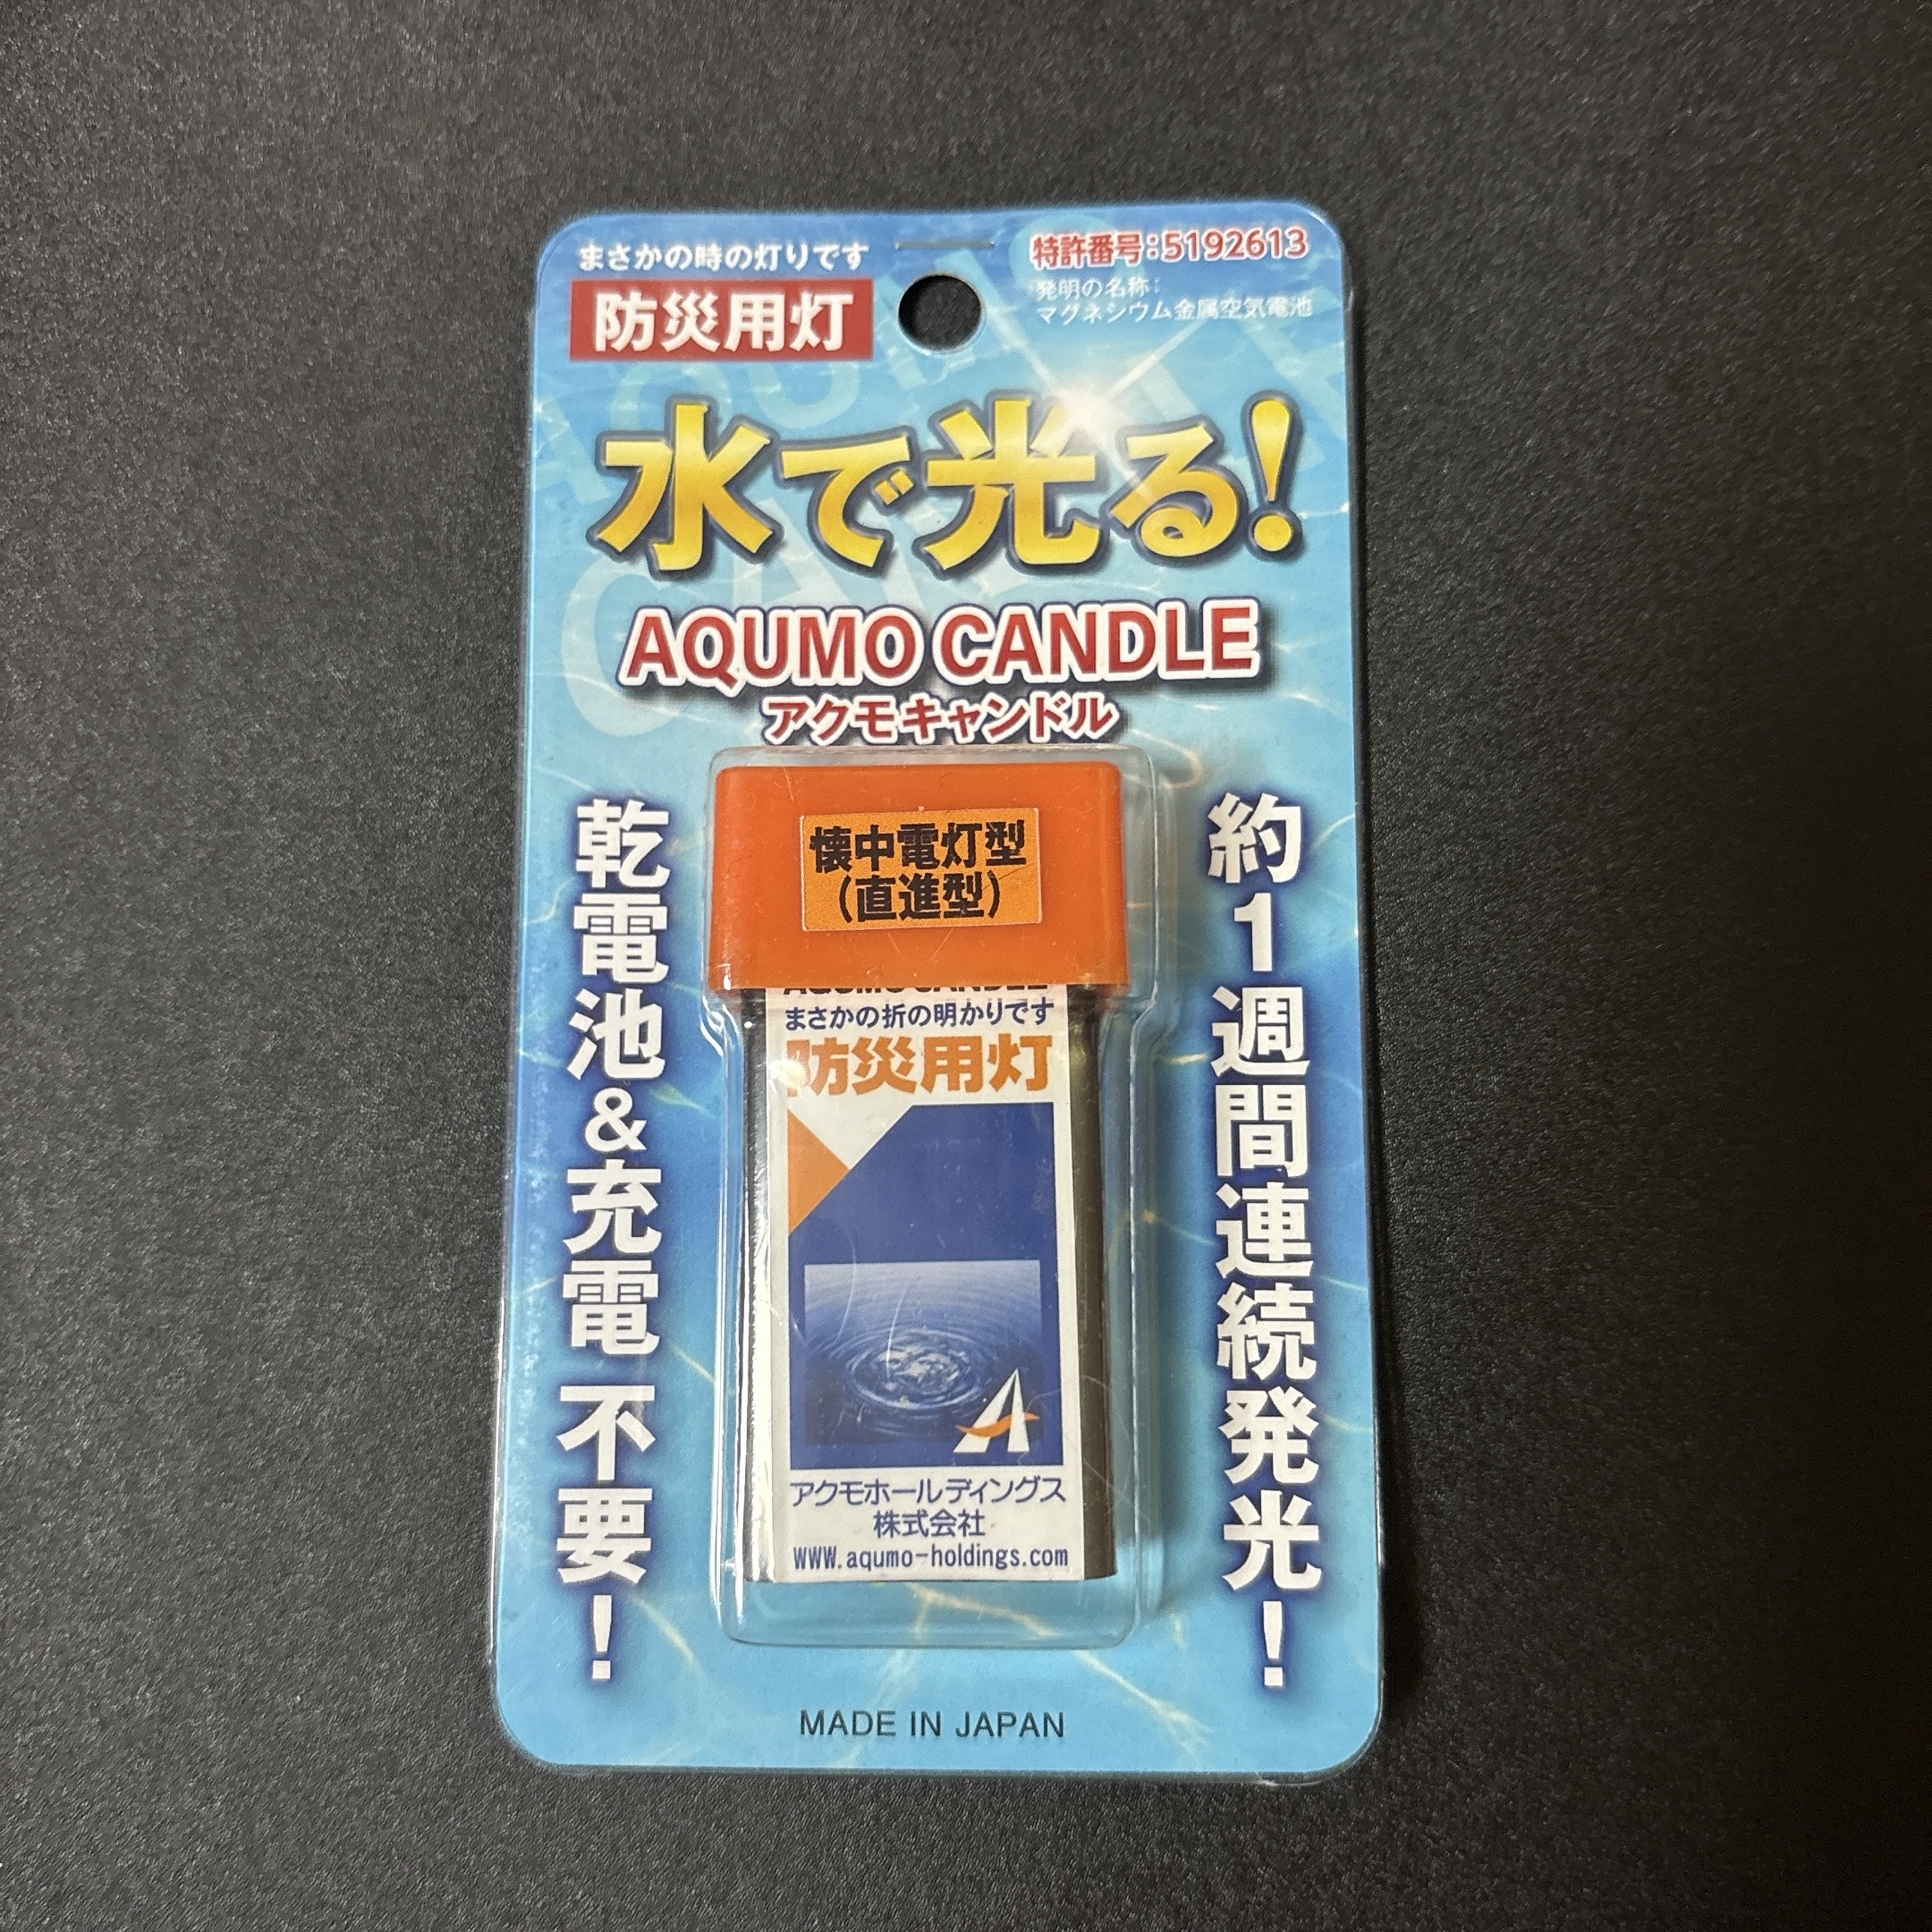 まさかの時の灯りです
防災用灯
特許番号:5192613
発明の名称:
マグネシウム金属空気電池
水で光る!
AQUMO CANDLE
アクモキャンドル
乾電池&充電 不要!
約1週間連続発光!
懐中電灯型
(直進型)
AQUMO CANDLE
まさかの折の明かりです
防災用灯
アクモホールディングス
株式会社
www.aqumo-holdings.com
MADE IN JAPAN